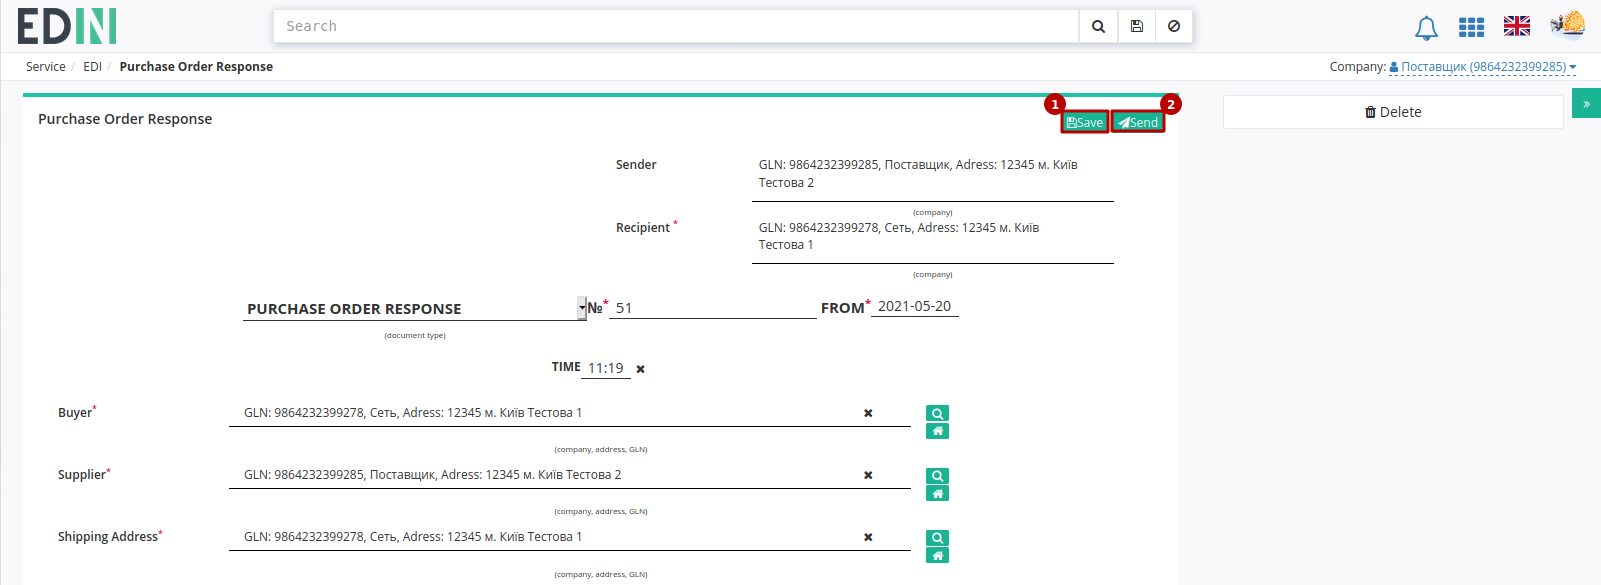 EDIN
Search
Service / EDI / Purchase Order Response
Company: Поставщик (9864232399285)
1
2
Purchase Order Response
Save
Send
Delete
»
Sender
GLN: 9864232399285, Поставщик, Adress: 12345 м. Київ
Тестова 2
(company)
Recipient *
GLN: 9864232399278, Сеть, Adress: 12345 м. Київ
Тестова 1
(company)
PURCHASE ORDER RESPONSE №* 51 FROM* 2021-05-20
(document type)
TIME 11:19
Buyer* GLN: 9864232399278, Сеть, Adress: 12345 м. Київ Тестова 1
(company, address, GLN)
Supplier* GLN: 9864232399285, Поставщик, Adress: 12345 м. Київ Тестова 2
(company, address, GLN)
Shipping Address* GLN: 9864232399278, Сеть, Adress: 12345 м. Київ Тестова 1
(company, address, GLN)